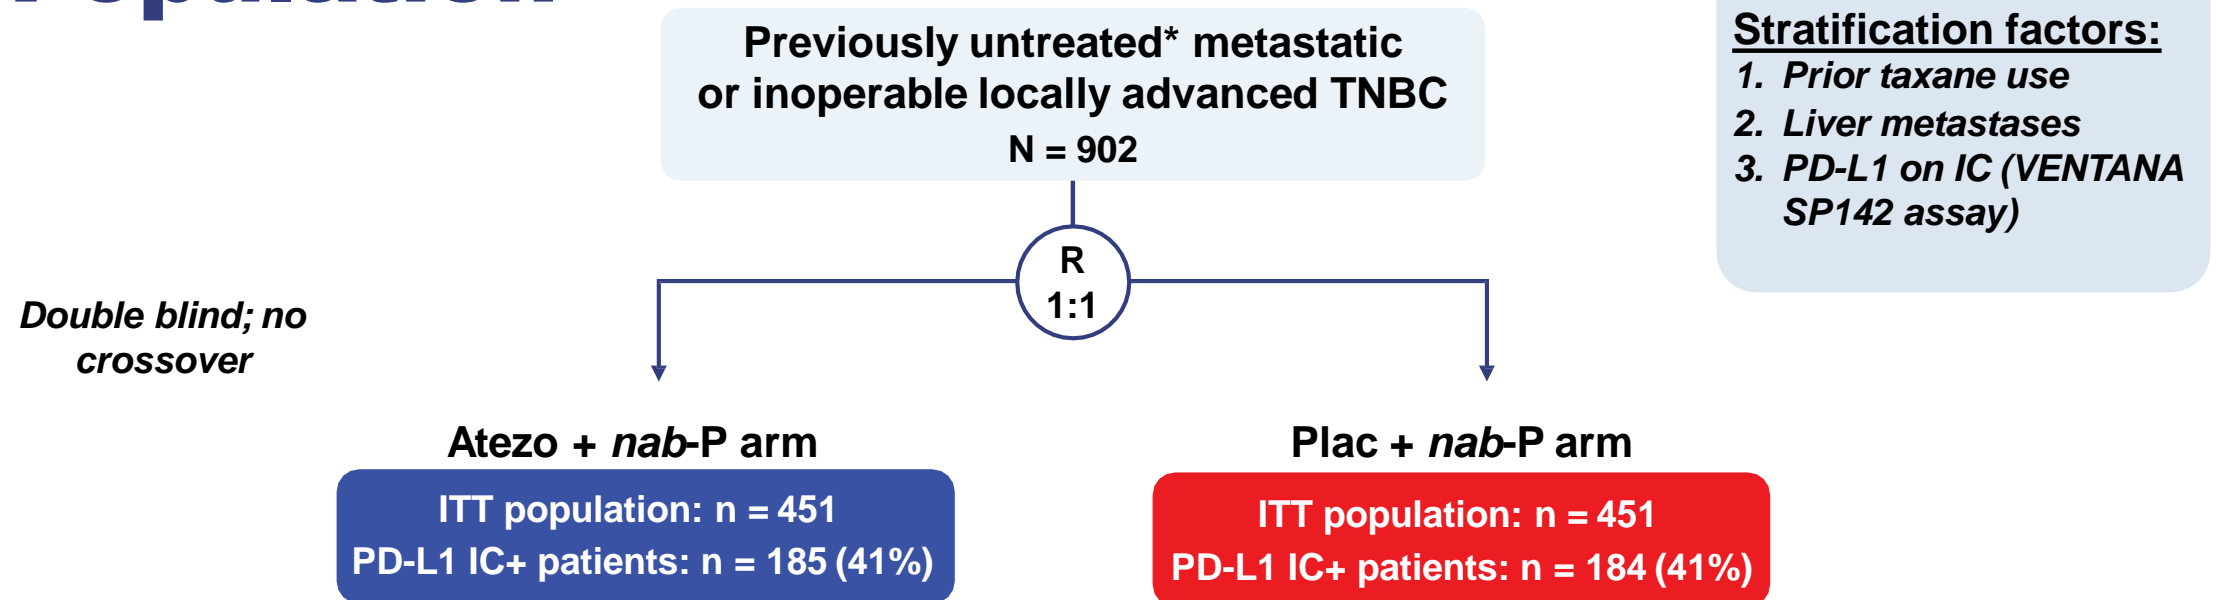 Population
Previously untreated* metastatic
or inoperable locally advanced TNBC
N = 902
Stratification factors:
1. Prior taxane use
2. Liver metastases
3. PD-L1 on IC (VENTANA
SP142 assay)
R
1:1
Double blind; no
crossover
Atezo + nab-P arm
ITT population: n = 451
PD-L1 IC+ patients: n = 185 (41%)
Plac + nab-P arm
ITT population: n = 451
PD-L1 IC+ patients: n = 184 (41%)